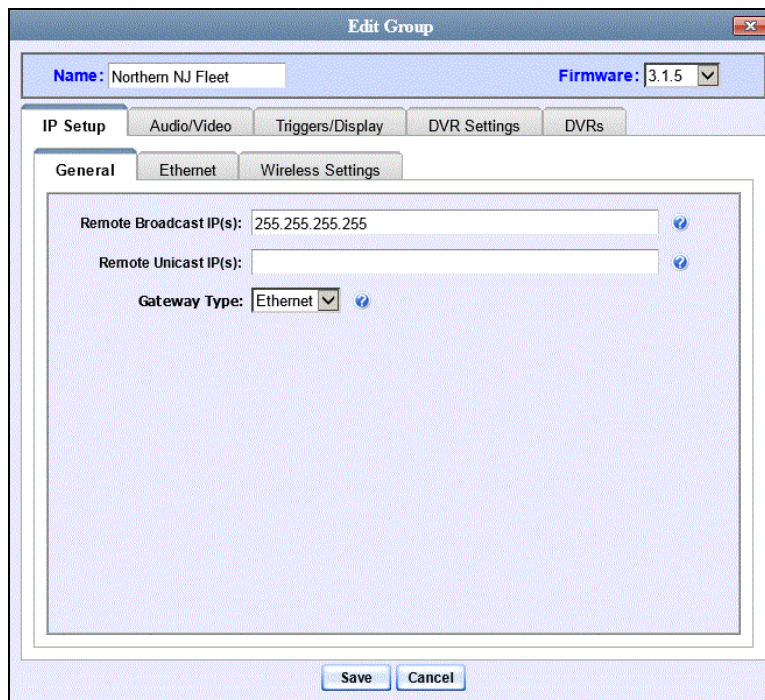 Edit Group
Name: Northern NJ Fleet Firmware: 3.1.5
IP Setup Audio/Video Triggers/Display DVR Settings DVRs
General Ethernet Wireless Settings
Remote Broadcast IP(s): 255.255.255.255 ?
Remote Unicast IP(s): ?
Gateway Type: Ethernet ?
Save Cancel